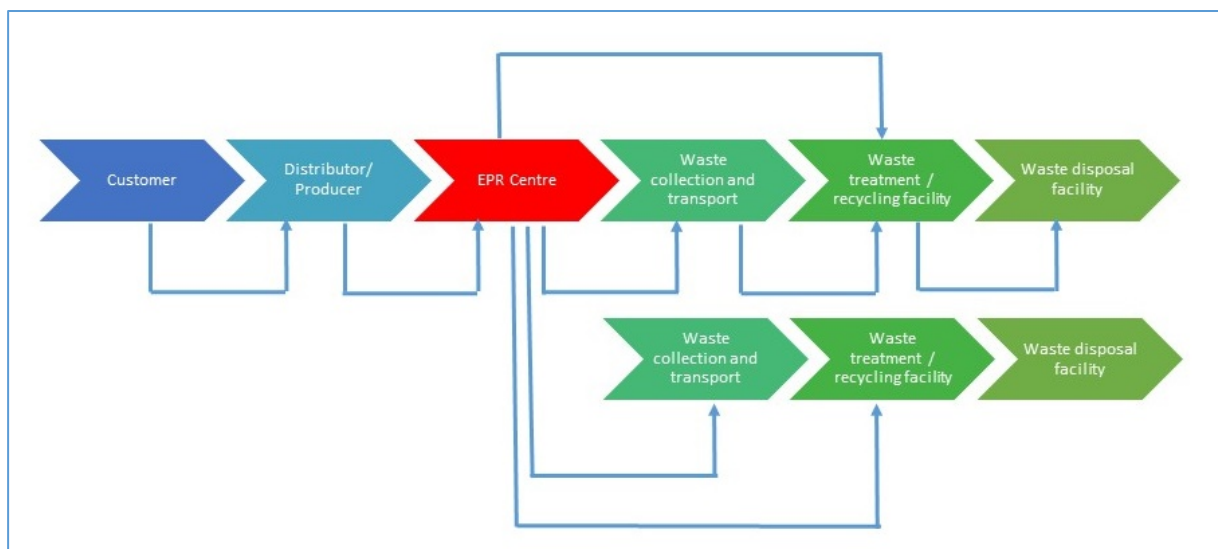 Customer
Distributor/
Producer
EPR Centre
Waste
collection and
transport
Waste
treatment /
recycling facility
Waste disposal
facility
Waste
collection and
transport
Waste
treatment /
recycling facility
Waste disposal
facility